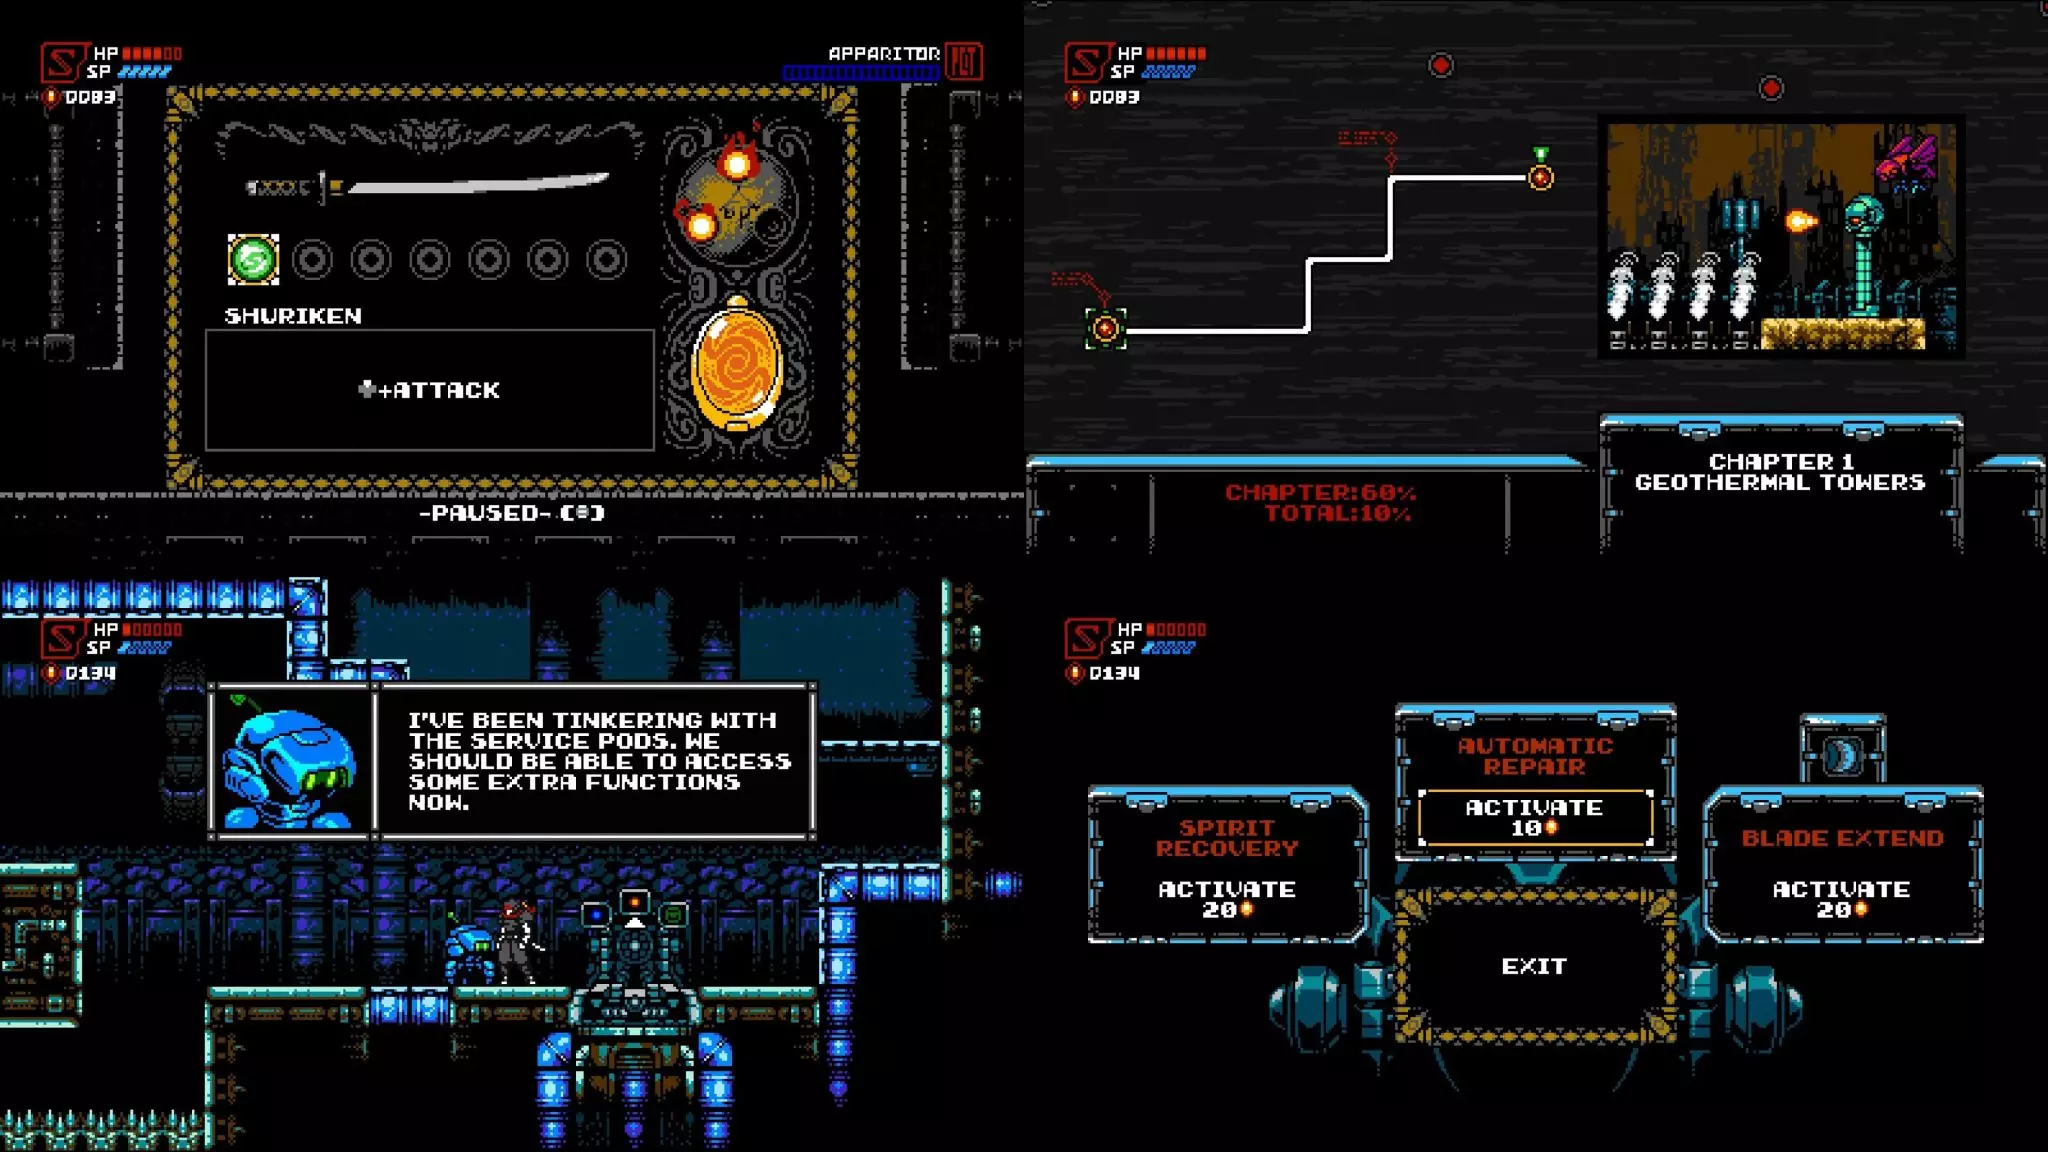 HP
SP
0083
APPARITOR
SHURIKEN
+ATTACK
-PAUSED-
HP
SP
0083
CHAPTER:60%
TOTAL:10%
CHAPTER 1
GEOTHERMAL TOWERS
HP
SP
0134
I'VE BEEN TINKERING WITH
THE SERVICE PODS. WE
SHOULD BE ABLE TO ACCESS
SOME EXTRA FUNCTIONS
NOW.
HP
SP
0134
AUTOMATIC
REPAIR
ACTIVATE
10
SPIRIT
RECOVERY
ACTIVATE
20
BLADE EXTEND
ACTIVATE
20
EXIT